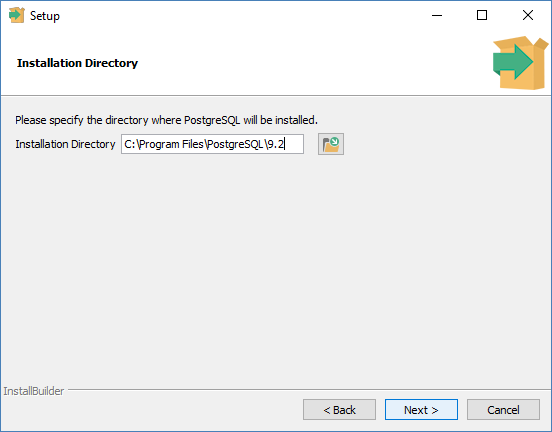 Setup
Installation Directory
Please specify the directory where PostgreSQL will be installed.
Installation Directory C:\Program Files\PostgreSQL\9.2
InstallBuilder
< Back Next > Cancel